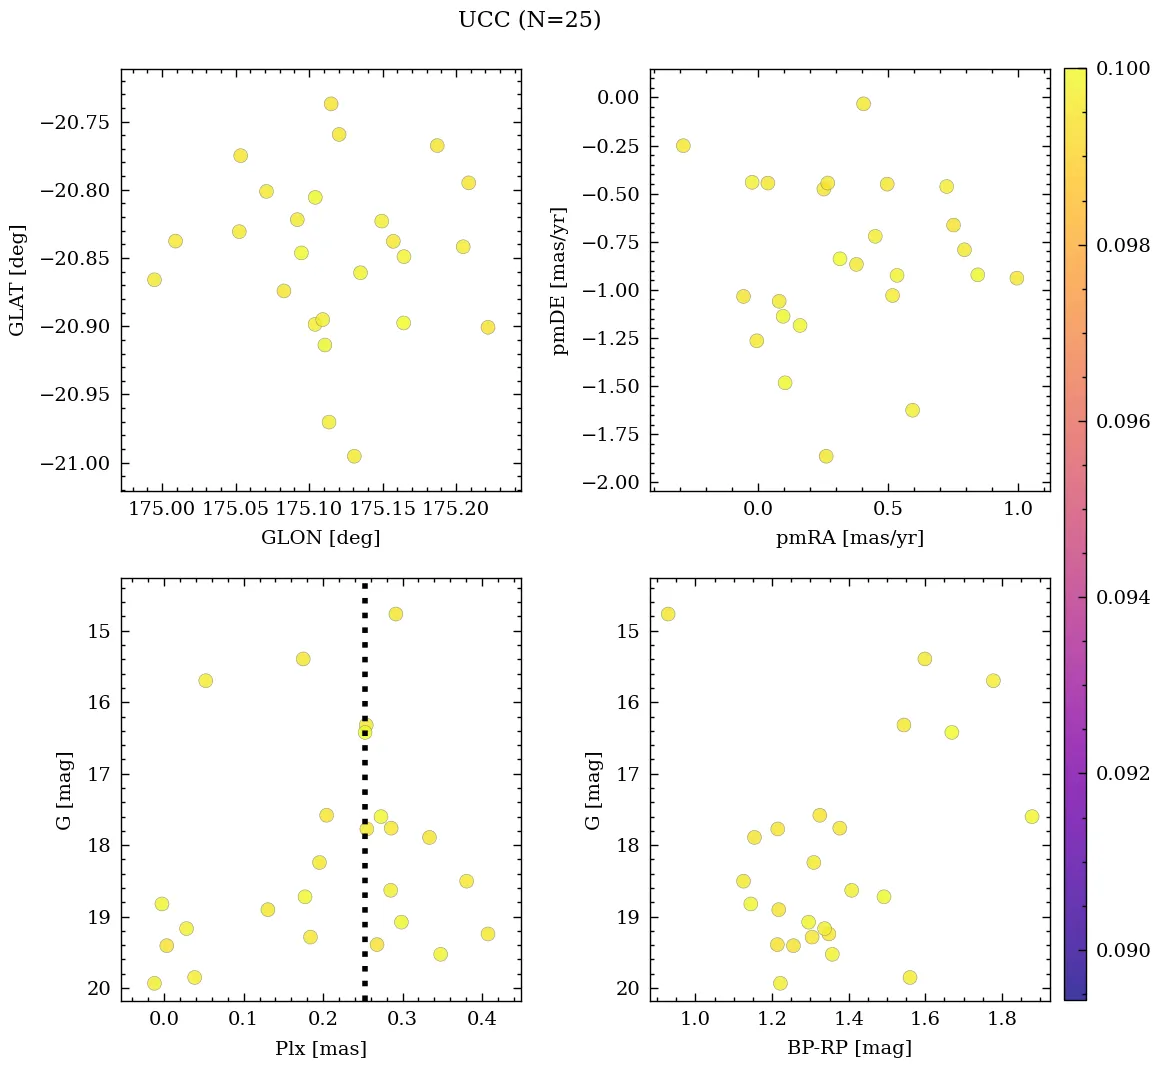 UCC (N=25)
−20.75
−20.80
−20.85
−20.90
−20.95
−21.00
GLAT [deg]
175.00 175.05 175.10 175.15 175.20
GLON [deg]
0.00
−0.25
−0.50
−0.75
−1.00
−1.25
−1.50
−1.75
−2.00
pmDE [mas/yr]
0.0 0.5 1.0
pmRA [mas/yr]
0.100
0.098
0.096
0.094
0.092
0.090
15
16
17
18
19
20
G [mag]
0.0 0.1 0.2 0.3 0.4
Plx [mas]
15
16
17
18
19
20
G [mag]
1.0 1.2 1.4 1.6 1.8
BP-RP [mag]